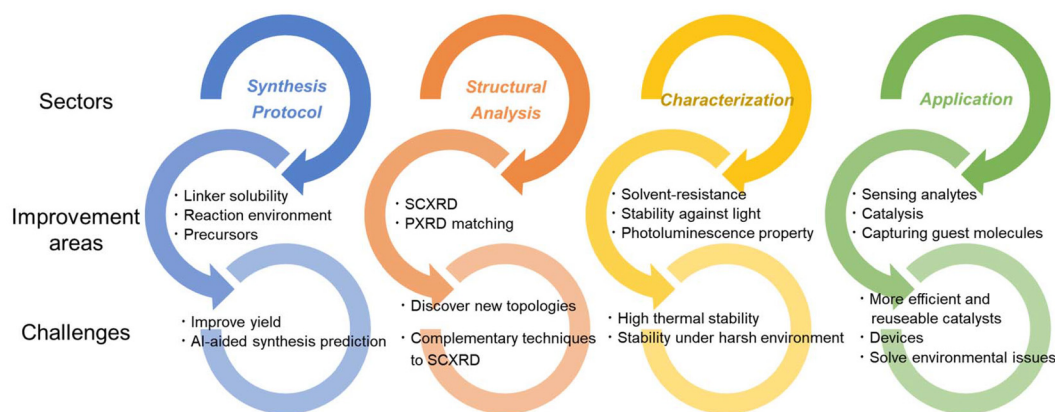 Sectors
Synthesis
Protocol
Structural
Analysis
Characterization
Application
Improvement
areas
・Linker solubility
・Reaction environment
・Precursors
・SCXRD
・PXRD matching
・Solvent-resistance
・Stability against light
・Photoluminescence property
・Sensing analytes
・Catalysis
・Capturing guest molecules
Challenges
・Improve yield
・AI-aided synthesis prediction
・Discover new topologies
・Complementary techniques
to SCXRD
・High thermal stability
・Stability under harsh environment
・More efficient and
reuseable catalysts
・Devices
・Solve environmental issues